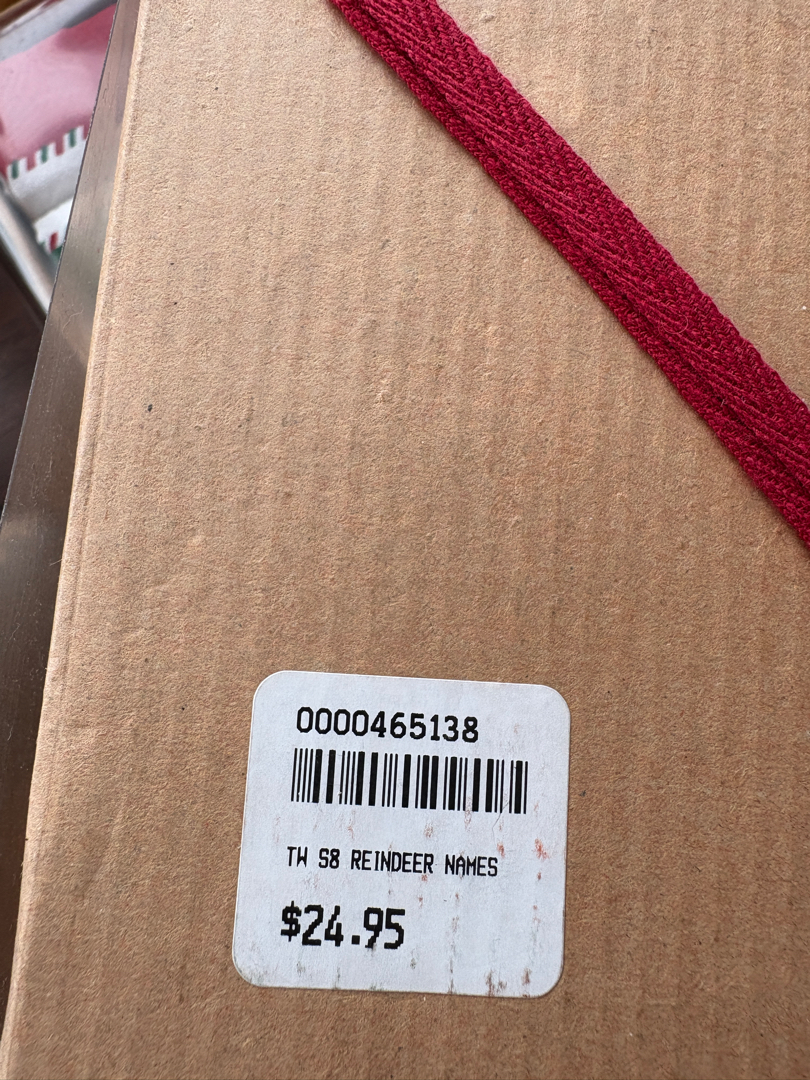 0000465138
TW S8 REINDEER NAMES
$24.95